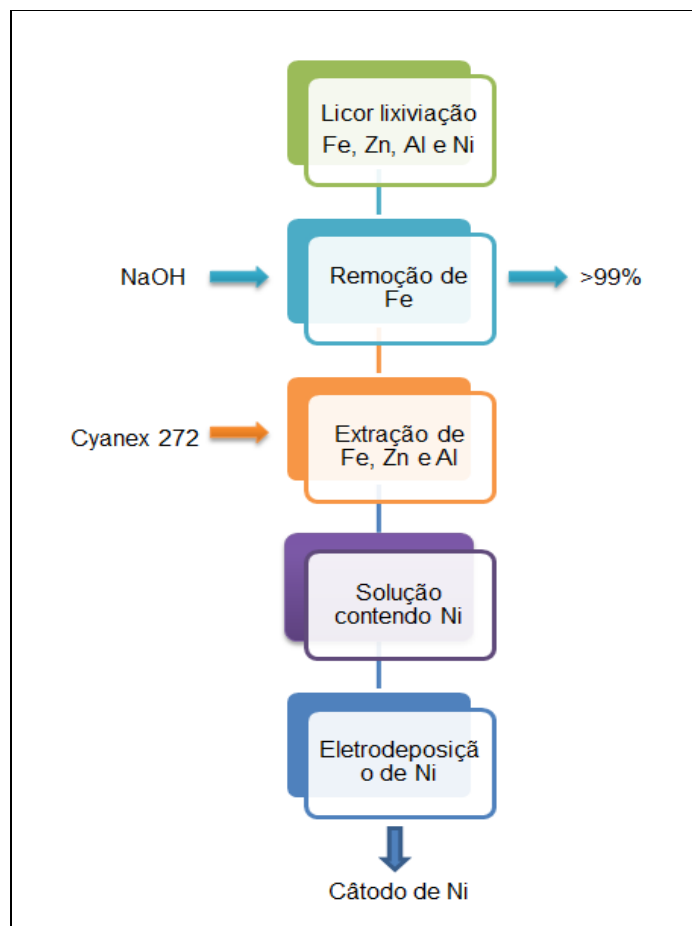 Licor lixiviação
Fe, Zn, Al e Ni
NaOH
Remoção de
Fe
>99%
Cyanex 272
Extração de
Fe, Zn e Al
Solução
contendo Ni
Eletrodeposiçã
o de Ni
Câtodo de Ni